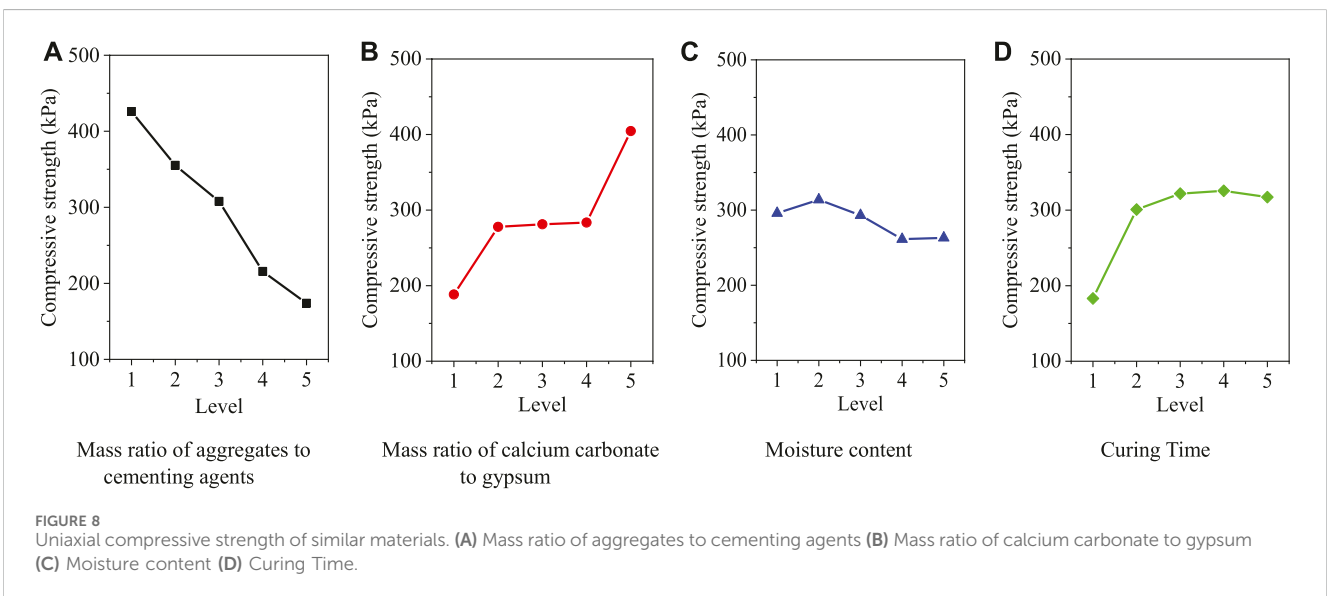 A
500
400
300
200
100
Compressive strength (kPa)
1 2 3 4 5
Level
Mass ratio of aggregates to
cementing agents
B
500
400
300
200
100
Compressive strength (kPa)
1 2 3 4 5
Level
Mass ratio of calcium carbonate
to gypsum
C
500
400
300
200
100
Compressive strength (kPa)
1 2 3 4 5
Level
Moisture content
D
500
400
300
200
100
Compressive strength (kPa)
1 2 3 4 5
Level
Curing Time
FIGURE 8
Uniaxial compressive strength of similar materials. (A) Mass ratio of aggregates to cementing agents (B) Mass ratio of calcium carbonate to gypsum
(C) Moisture content (D) Curing Time.